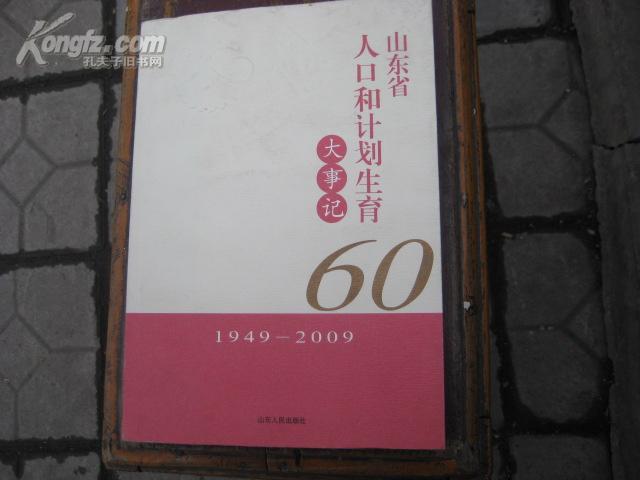 Kongfz.com
孔夫子旧书网
山东省
人口和计划生育
大事记
60
1949－2009
山东人民出版社